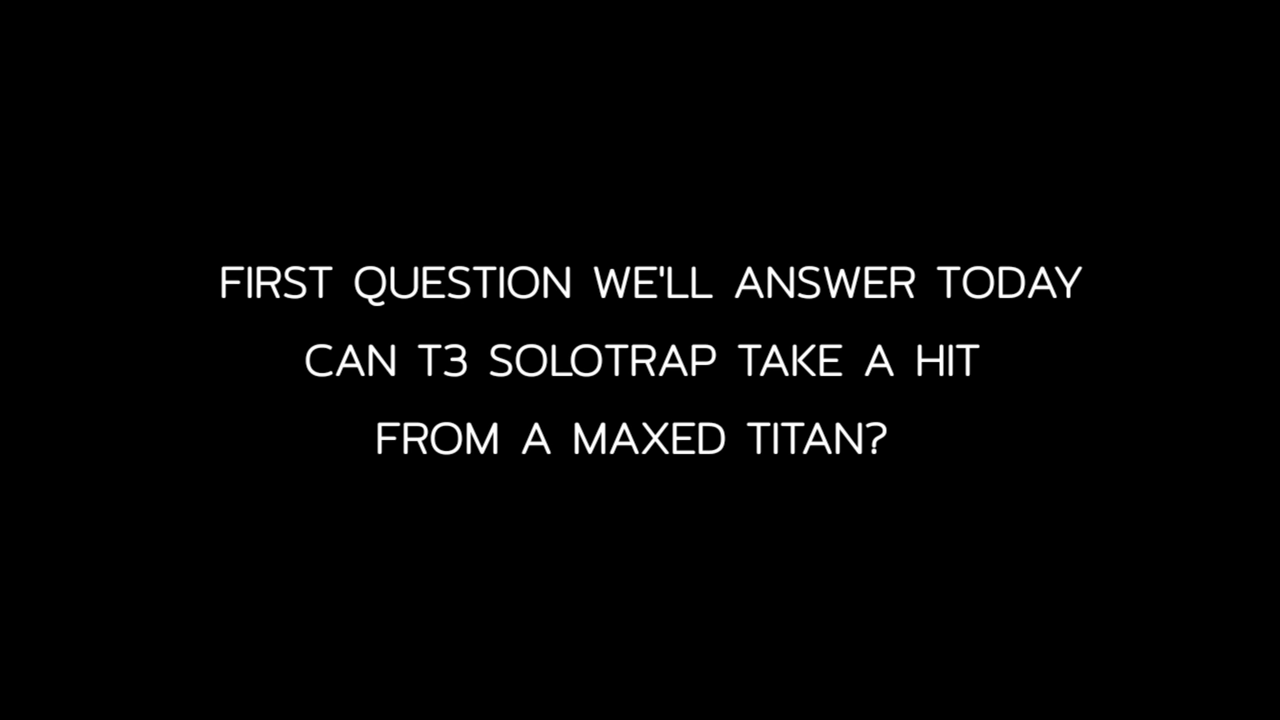 FIRST QUESTION WE'LL ANSWER TODAY
CAN T3 SOLOTRAP TAKE A HIT
FROM A MAXED TITAN?